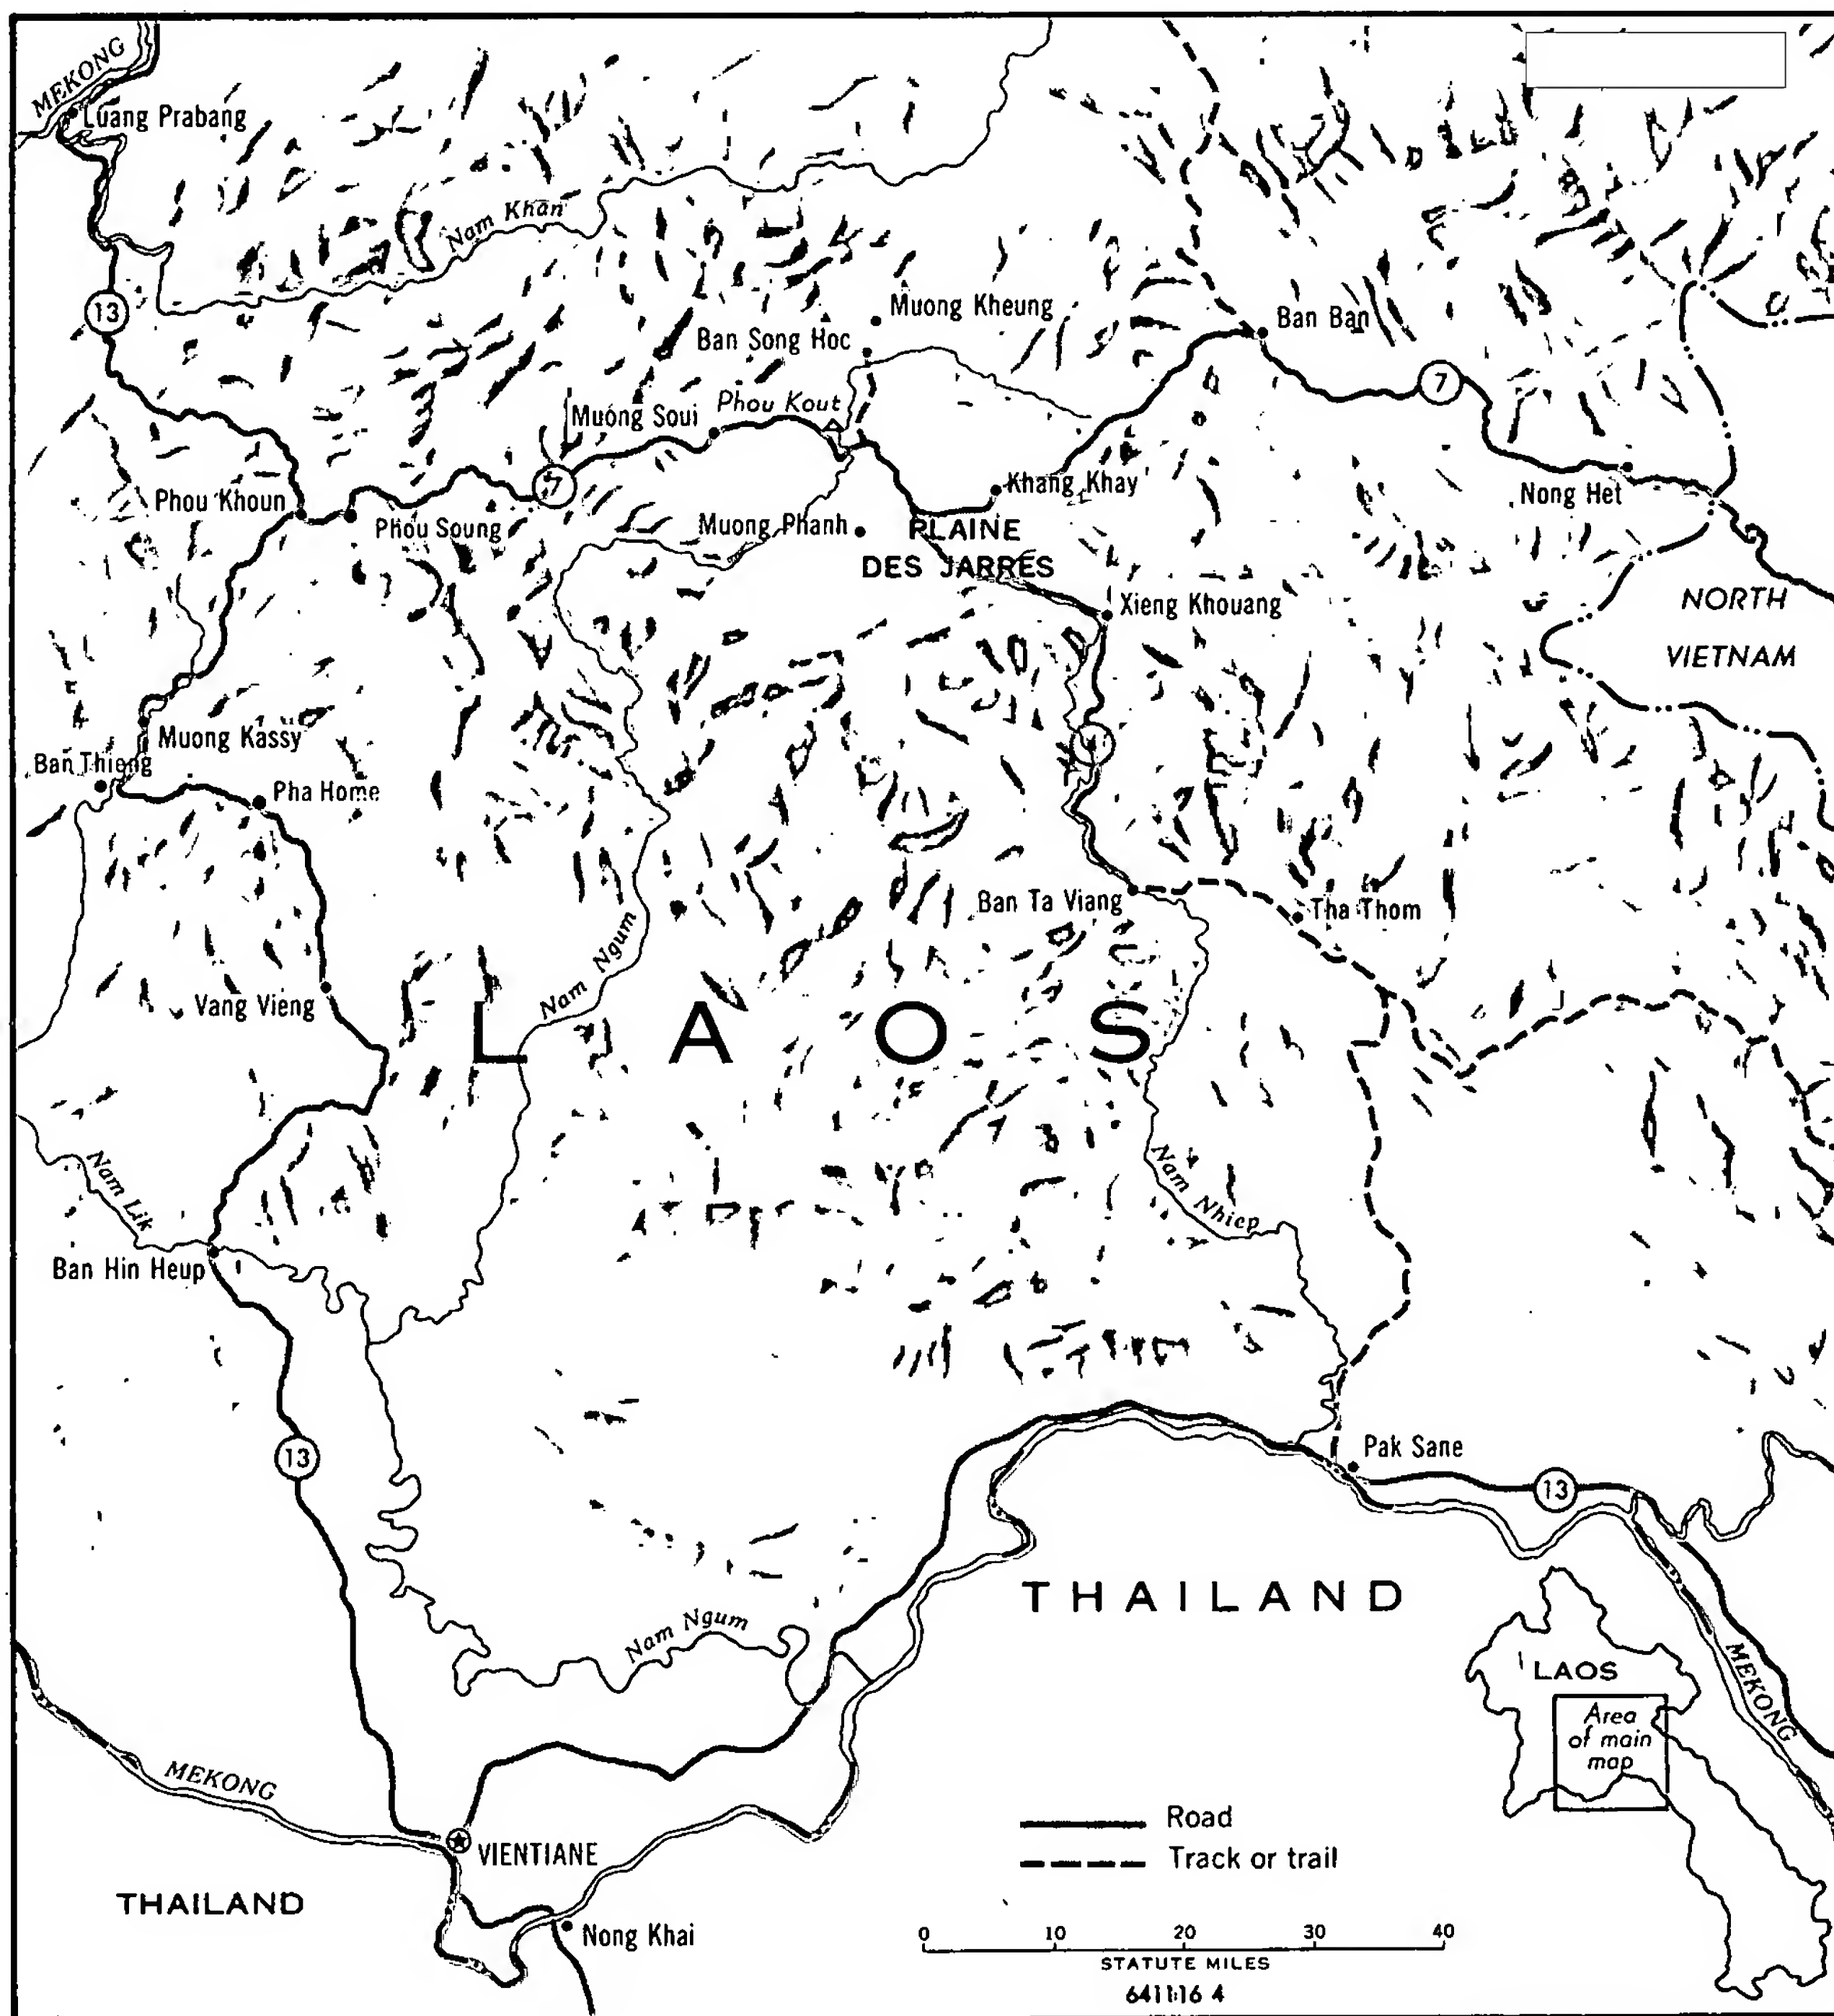 MEKONG
Luang Prabang
Nam Khan
13
Muong Kheung
Ban Song Hoc
Ban Ban
7
Muong Soui
Phou Kout
7
Phou Khoun
Phou Soung
Khang Khay
Nong Het
Muong Phanh
PLAINE
DES JARRES
Xieng Khouang
NORTH
VIETNAM
Muong Kassy
Ban Thieng
Pha Home
Ban Ta Viang
Tha Thom
Nam Ngum
Vang Vieng
LAOS
Nam Lik
Nam Nhiep
Ban Hin Heup
13
Pak Sane
13
THAILAND
Nam Ngum
LAOS
Area
of main
map
MEKONG
MEKONG
VIENTIANE
Road
Track or trail
THAILAND
Nong Khai
0 10 20 30 40
STATUTE MILES
641116 4